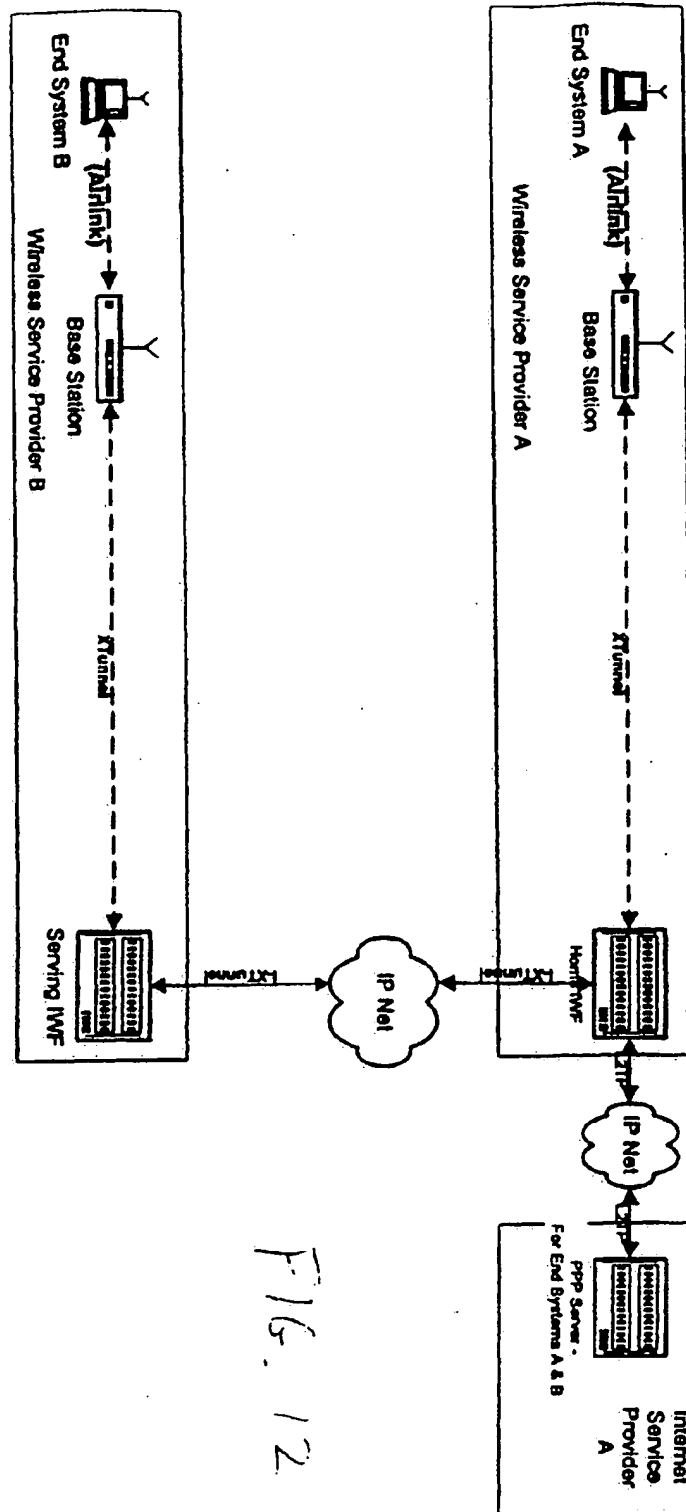 End System A
(Airlink)
Base Station
Wireless Service Provider A
XTunnel
Home IWF
L2TP
IP Net
L2TP
PPP Server -
For End Systems A & B
Internet
Service
Provider
A
I-XTunnel
IP Net
I-XTunnel
End System B
(Airlink)
Base Station
Wireless Service Provider B
XTunnel
Serving IWF
FIG. 12